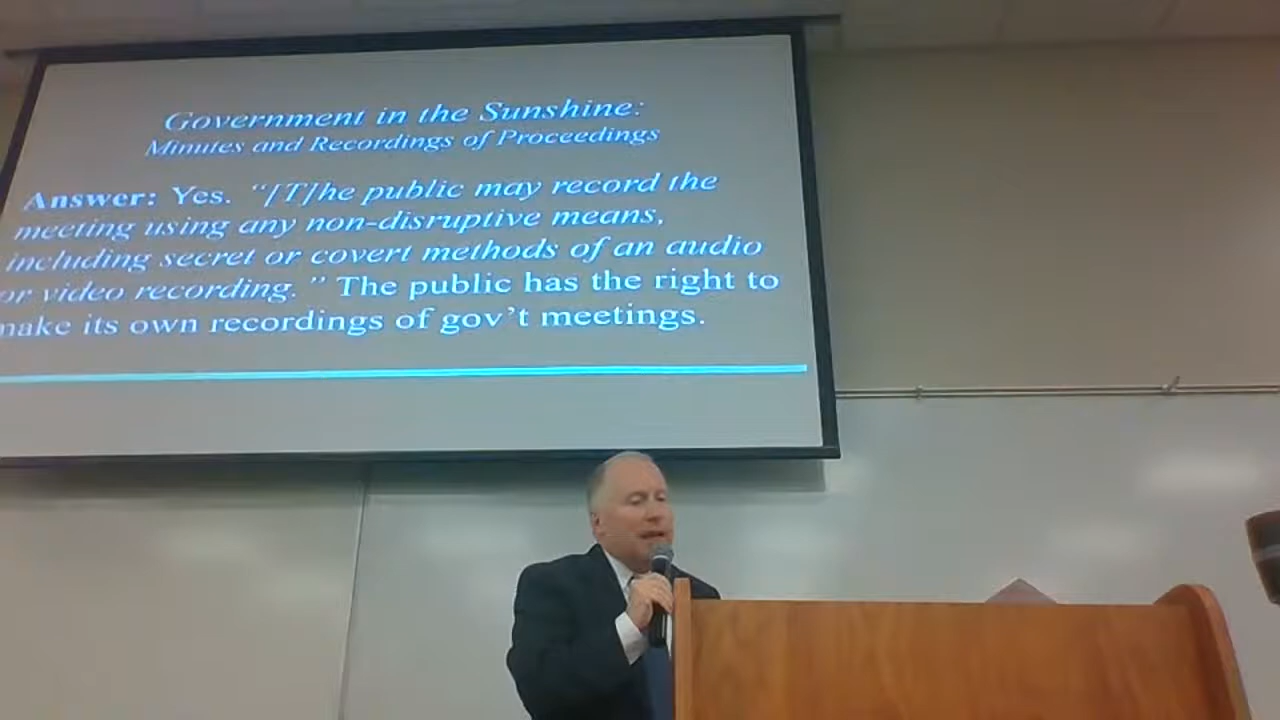 Government in the Sunshine:
Minutes and Recordings of Proceedings
Answer: Yes. “[T]he public may record the
meeting using any non-disruptive means,
including secret or covert methods of an audio
or video recording.” The public has the right to
make its own recordings of gov’t meetings.